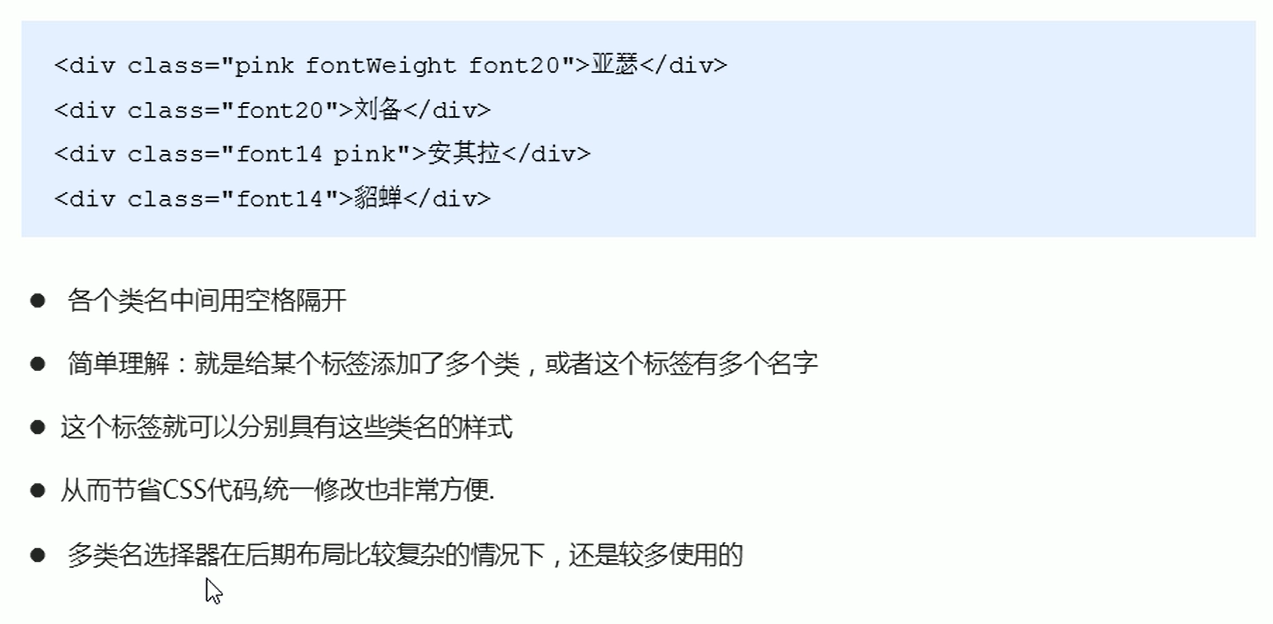 <div class="pink fontWeight font20">亚瑟</div>
<div class="font20">刘备</div>
<div class="font14 pink">安其拉</div>
<div class="font14">貂蝉</div>
● 各个类名中间用空格隔开
● 简单理解：就是给某个标签添加了多个类，或者这个标签有多个名字
● 这个标签就可以分别具有这些类名的样式
● 从而节省CSS代码,统一修改也非常方便.
● 多类名选择器在后期布局比较复杂的情况下，还是较多使用的